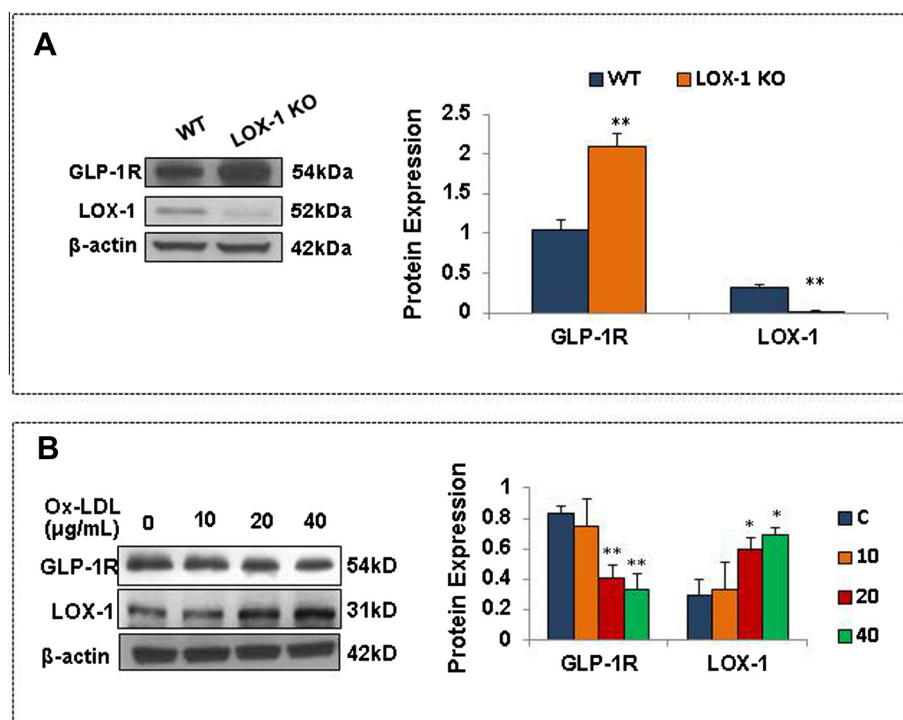 A
WT LOX-1 KO
GLP-1R 54kDa
LOX-1 52kDa
β-actin 42kDa
WT LOX-1 KO
Protein Expression
2.5
2
1.5
1
0.5
0
**
**
GLP-1R LOX-1
B
Ox-LDL
(μg/mL) 0 10 20 40
GLP-1R 54kD
LOX-1 31kD
β-actin 42kD
Protein Expression
1
0.8
0.6
0.4
0.2
0
** **
* *
GLP-1R LOX-1
C
10
20
40